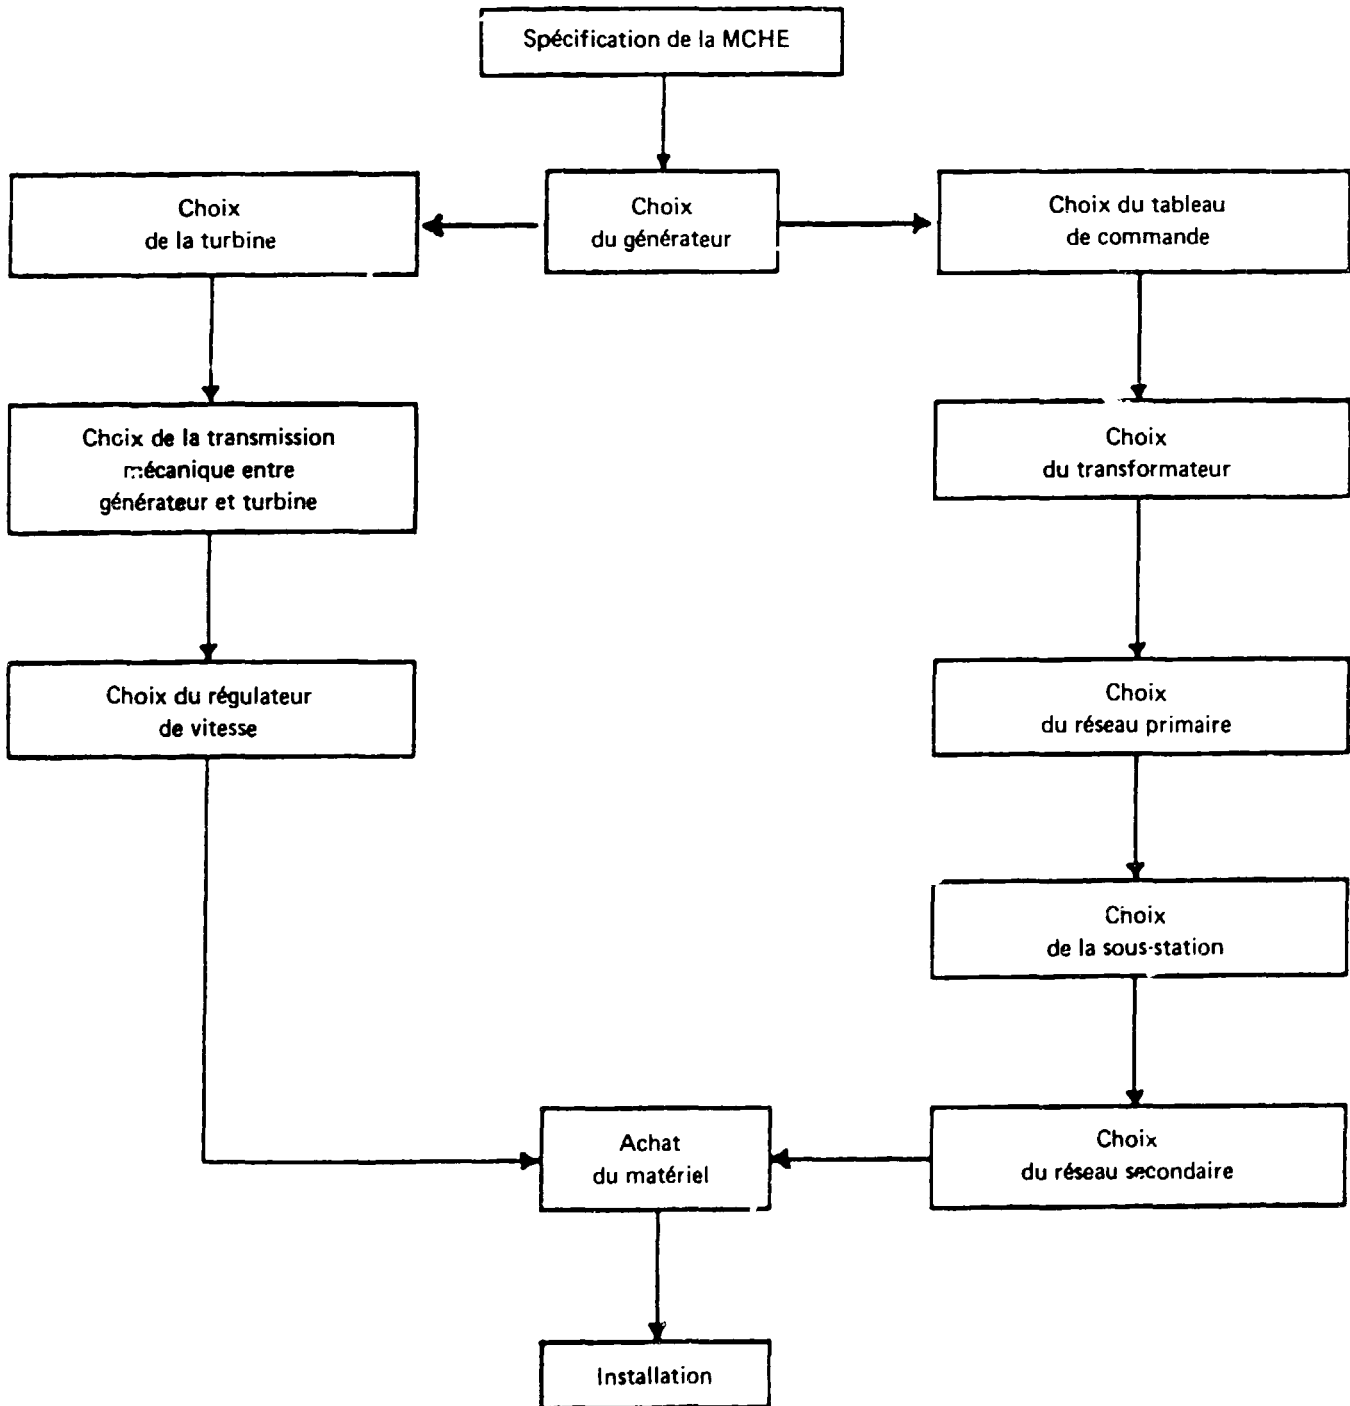 Spécification de la MCHE
Choix
de la turbine
Choix
du générateur
Choix du tableau
de commande
Choix de la transmission
mécanique entre
générateur et turbine
Choix
du transformateur
Choix du régulateur
de vitesse
Choix
du réseau primaire
Choix
de la sous-station
Achat
du matériel
Choix
du réseau secondaire
Installation